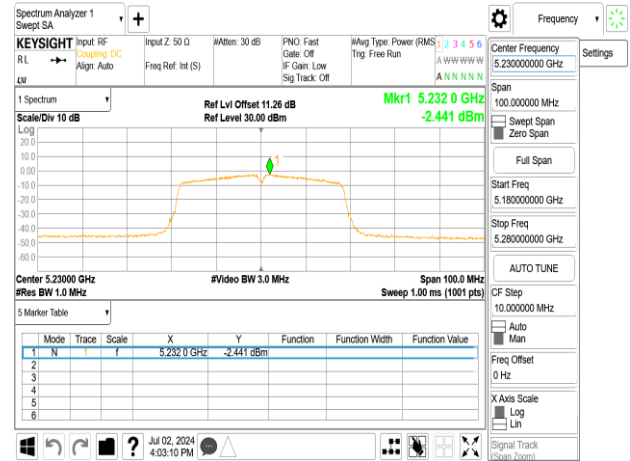 Spectrum Analyzer 1
Swept SA
+
Frequency
KEYSIGHT
RL
Input: RF
Coupling: DC
Align: Auto
Input Z: 50 Ω
Freq Ref: Int (S)
#Atten: 30 dB
PNO: Fast
Gate: Off
IF Gain: Low
Sig Track: Off
#Avg Type: Power (RMS
Trig: Free Run
1 2 3 4 5 6
A W W W W W
A N N N N N
1 Spectrum
Scale/Div 10 dB
Ref Lvl Offset 11.26 dB
Ref Level 30.00 dBm
Mkr1 5.232 0 GHz
-2.441 dBm
Log
20.0
10.0
0.00
-10.0
-20.0
-30.0
-40.0
-50.0
-60.0
1
Center 5.23000 GHz
#Res BW 1.0 MHz
#Video BW 3.0 MHz
Span 100.0 MHz
Sweep 1.00 ms (1001 pts)
5 Marker Table
Mode Trace Scale X Y Function Function Width Function Value
1 N 1 f 5.232 0 GHz -2.441 dBm
2
3
4
5
6
?
Jul 02, 2024
4:03:10 PM
Center Frequency
5.230000000 GHz
Settings
Span
100.000000 MHz
Swept Span
Zero Span
Full Span
Start Freq
5.180000000 GHz
Stop Freq
5.280000000 GHz
AUTO TUNE
CF Step
10.000000 MHz
Auto
Man
Freq Offset
0 Hz
X Axis Scale
Log
Lin
Signal Track
(Span Zoom)